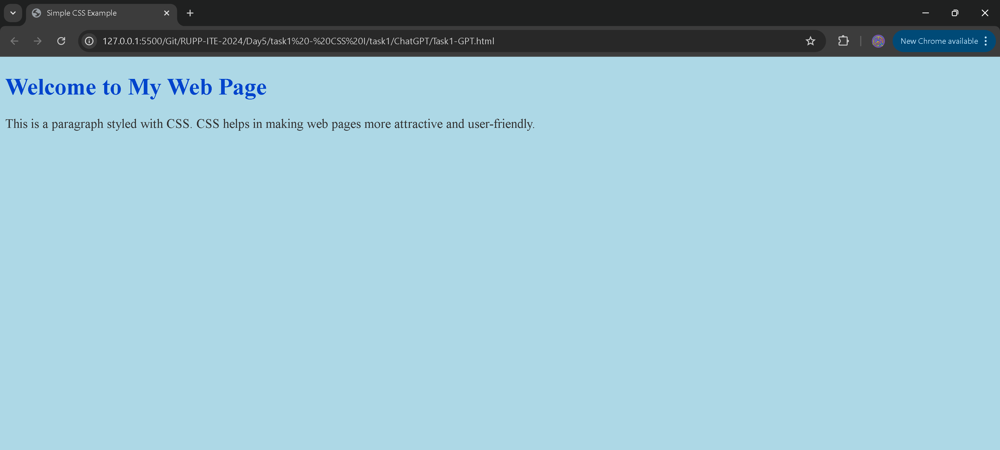 Simple CSS Example
127.0.0.1:5500/Git/RUPP-ITE-2024/Day5/task1%20-%20CSS%20I/task1/ChatGPT/Task1-GPT.html
New Chrome available
Welcome to My Web Page
This is a paragraph styled with CSS. CSS helps in making web pages more attractive and user-friendly.